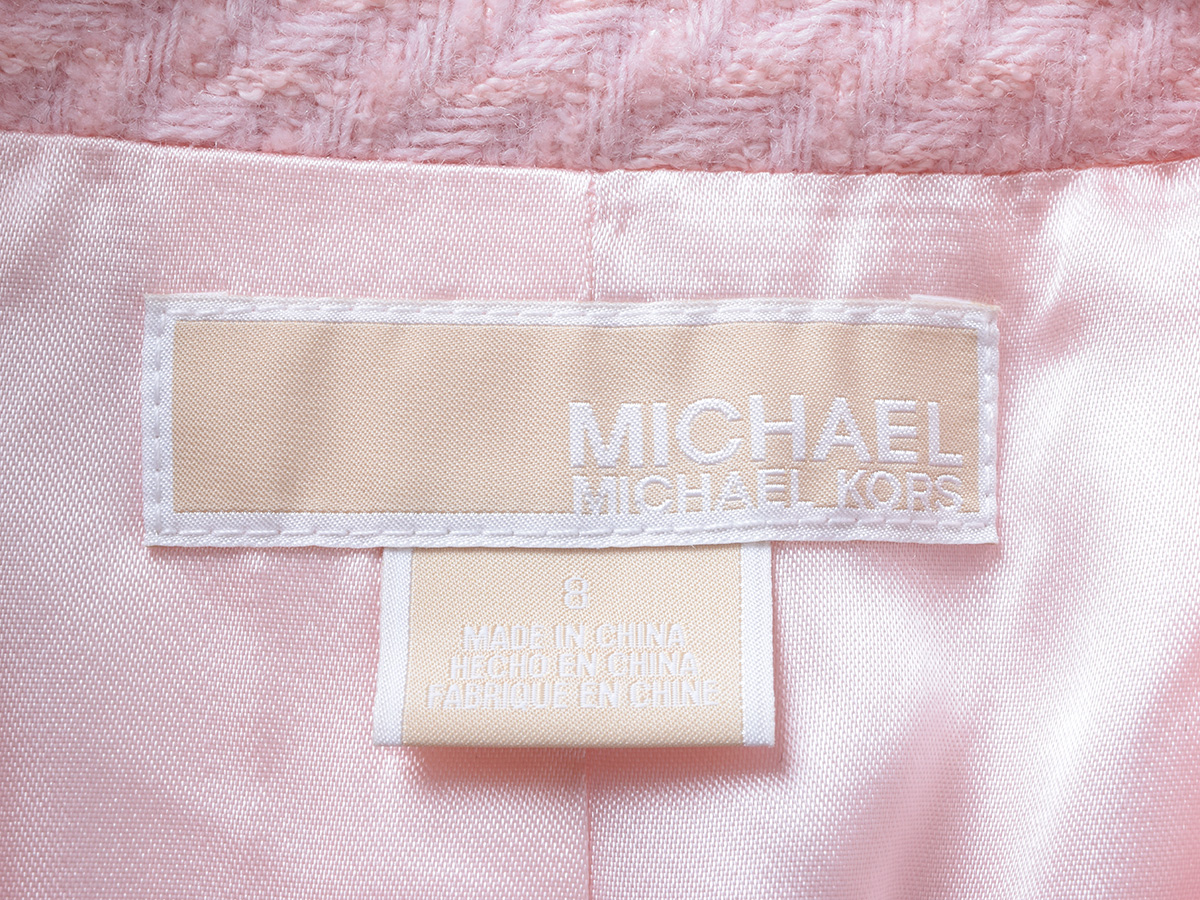 MICHAEL
MICHAEL KORS
8
MADE IN CHINA
HECHO EN CHINA
FABRIQUE EN CHINE